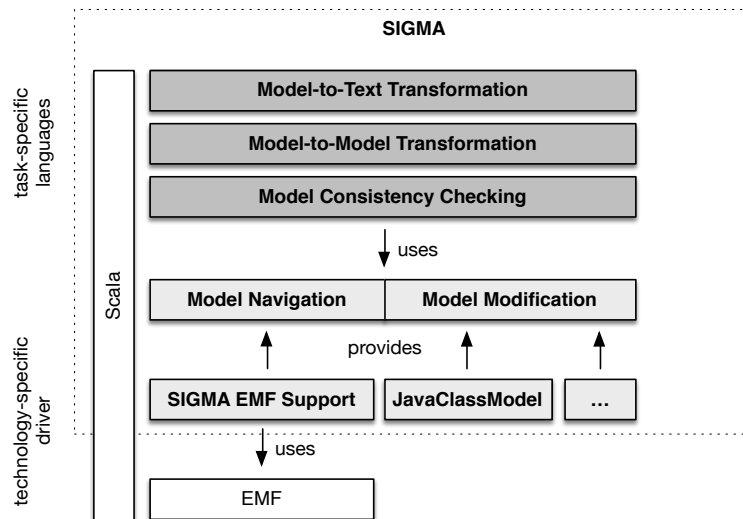 SIGMA
task-specific
languages
Model-to-Text Transformation
Model-to-Model Transformation
Model Consistency Checking
uses
Scala
Model Navigation
Model Modification
provides
technology-specific
driver
SIGMA EMF Support
JavaClassModel
...
uses
EMF